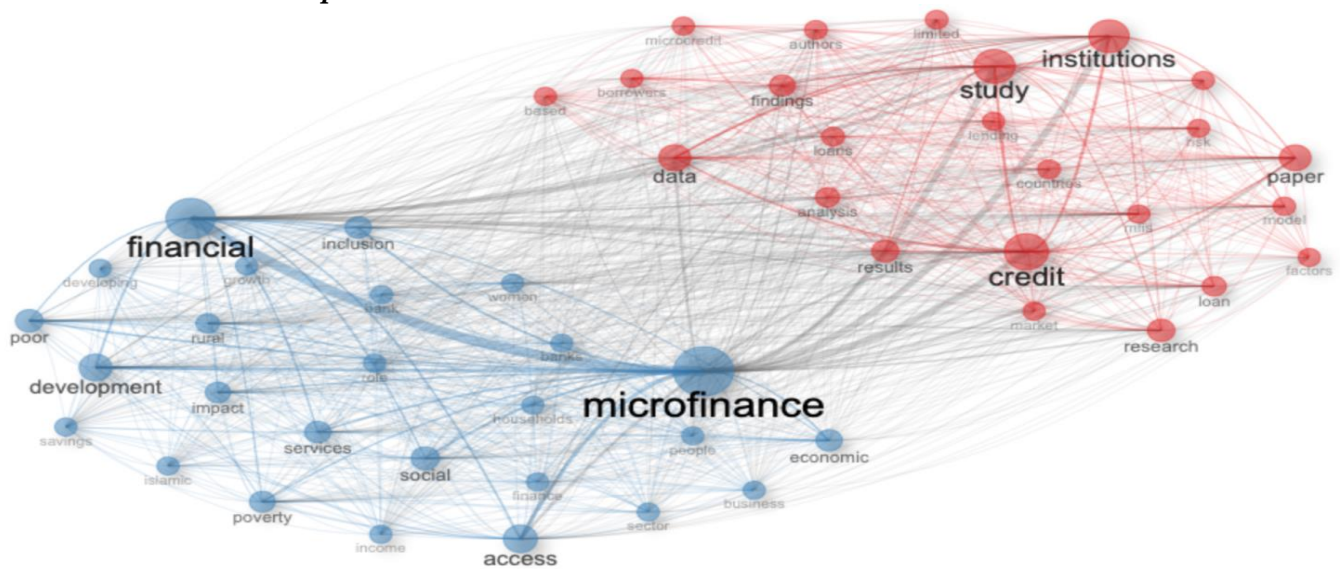 microcredit
authors
limited
institutions
study
borrowers
findings
based
lending
risk
loans
data
paper
countries
analysis
mfis
model
financial
inclusion
results
credit
factors
developing
growth
women
bank
loan
market
poor
rural
research
banks
role
development
microfinance
impact
households
savings
services
people
economic
social
islamic
finance
business
poverty
sector
income
access